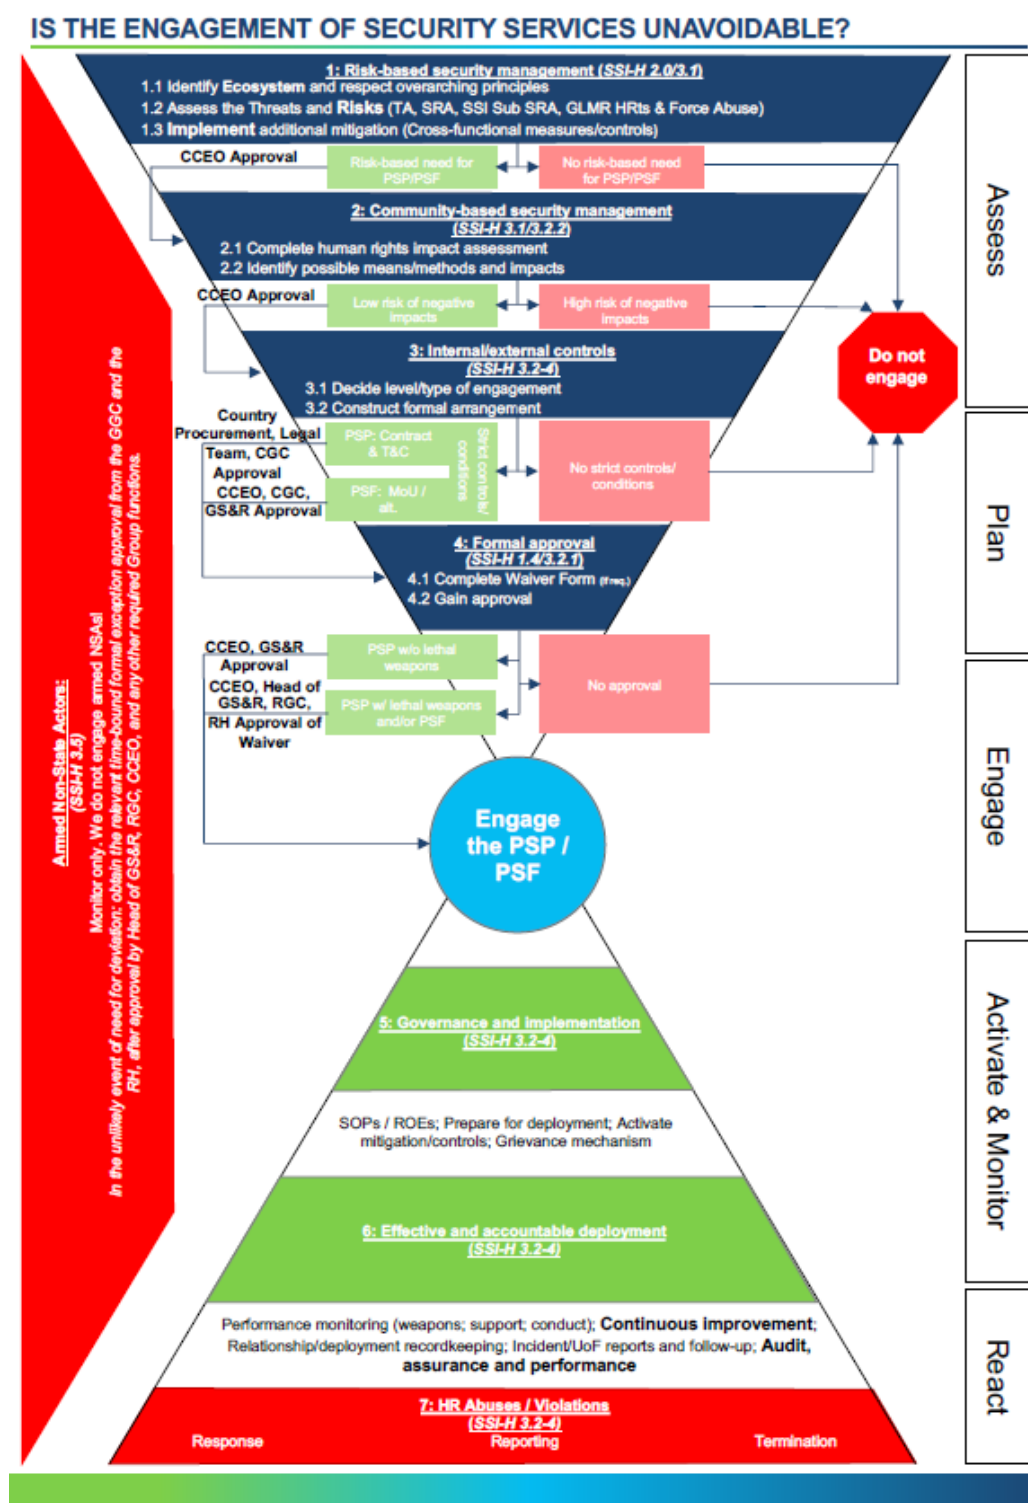 IS THE ENGAGEMENT OF SECURITY SERVICES UNAVOIDABLE?
1: Risk-based security management (SSI-H 2.0/3.1)
1.1 Identify Ecosystem and respect overarching principles
1.2 Assess the Threats and Risks (TA, SRA, SSI Sub SRA, GLMR HRts & Force Abuse)
1.3 Implement additional mitigation (Cross-functional measures/controls)
CCEO Approval
Risk-based need for
PSP/PSF
No risk-based need
for PSP/PSF
2: Community-based security management
(SSI-H 3.1/3.2.2)
2.1 Complete human rights impact assessment
2.2 Identify possible means/methods and impacts
CCEO Approval
Low risk of negative
impacts
High risk of negative
impacts
Do not
engage
3: Internal/external controls
(SSI-H 3.2-4)
3.1 Decide level/type of engagement
3.2 Construct formal arrangement
Country
Procurement, Legal
Team, CGC
Approval
CCEO, CGC,
GS&R Approval
PSP: Contract
& T&C
PSF: MoU /
alt.
Strict controls/
conditions
No strict controls/
conditions
4: Formal approval
(SSI-H 1.4/3.2.1)
4.1 Complete Waiver Form (if req.)
4.2 Gain approval
CCEO, GS&R
Approval
CCEO, Head of
GS&R, RGC,
RH Approval of
Waiver
PSP w/o lethal
weapons
PSP w/ lethal weapons
and/or PSF
No approval
Engage
the PSP /
PSF
5: Governance and implementation
(SSI-H 3.2-4)
SOPs / ROEs; Prepare for deployment; Activate
mitigation/controls; Grievance mechanism
6: Effective and accountable deployment
(SSI-H 3.2-4)
Performance monitoring (weapons; support; conduct); Continuous improvement;
Relationship/deployment recordkeeping; Incident/UoF reports and follow-up; Audit,
assurance and performance
7: HR Abuses / Violations
(SSI-H 3.2-4)
Response
Reporting
Termination
Armed Non-State Actors:
(SSI-H 3.5)
Monitor only. We do not engage armed NSAs!
In the unlikely event of need for deviation: obtain the relevant time-bound formal exception approval from the GGC and the
RH, after approval by Head of GS&R, RGC, CCEO, and any other required Group functions.
Assess
Plan
Engage
Activate & Monitor
React